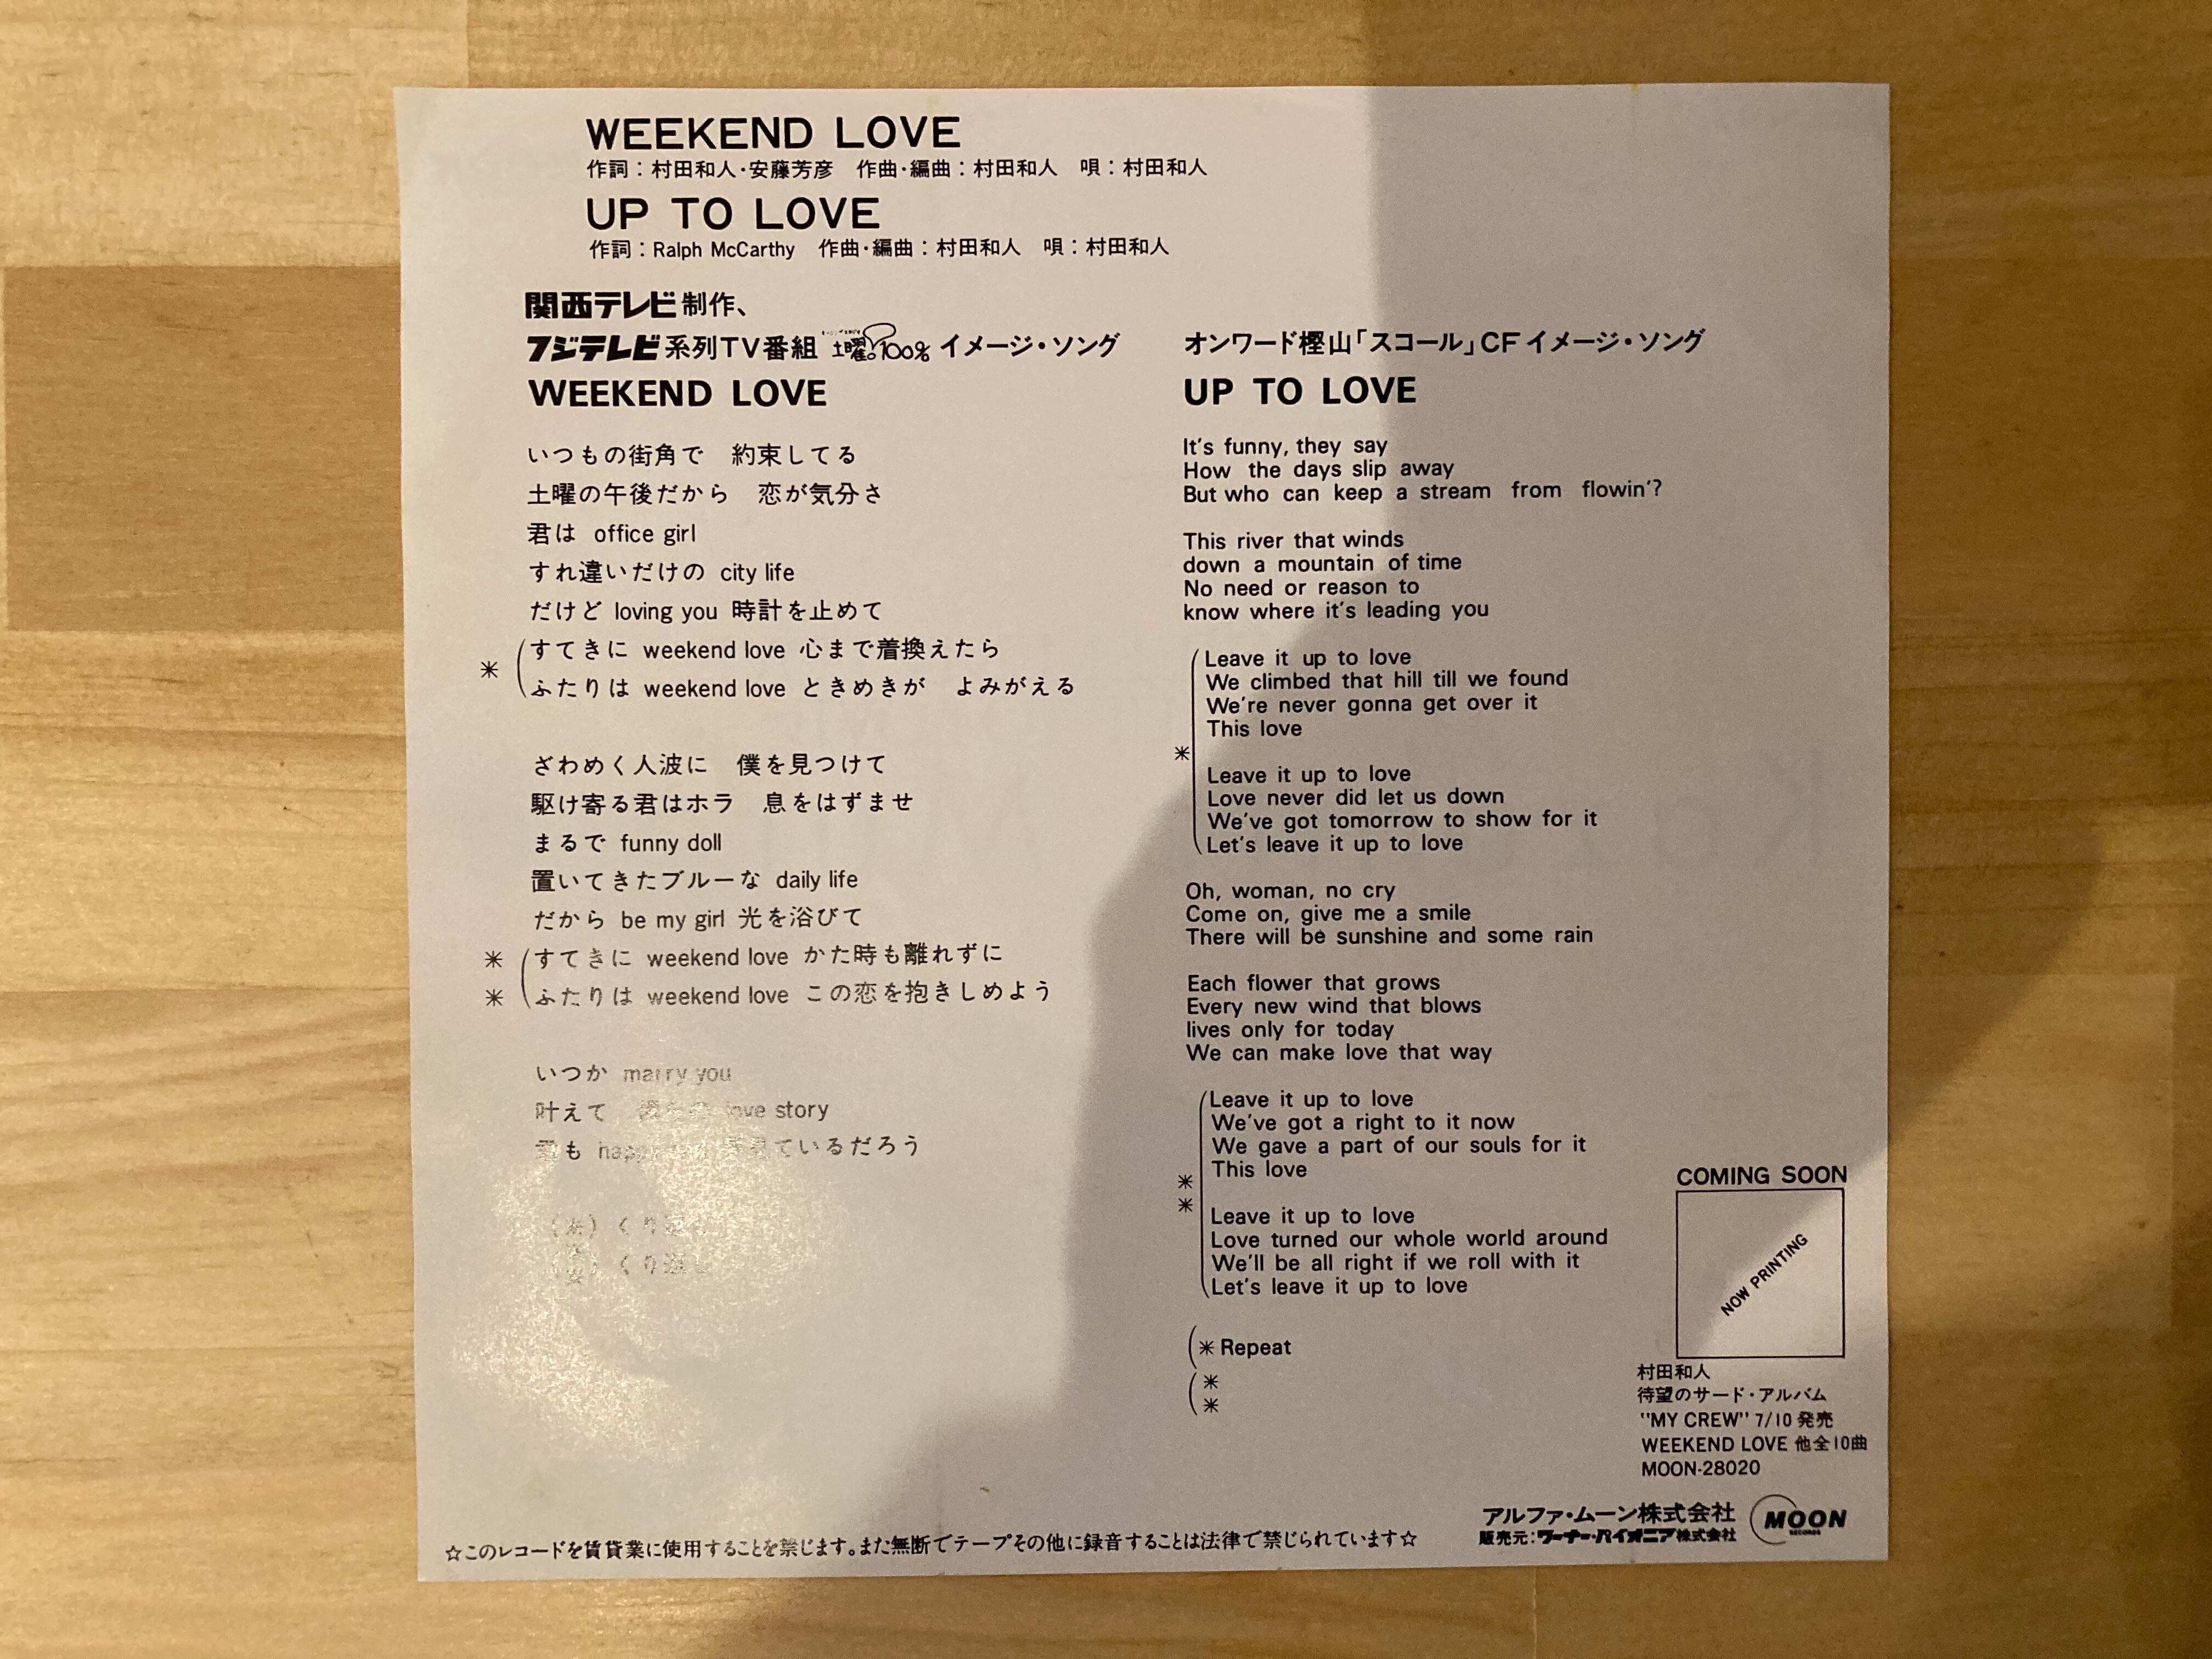 WEEKEND LOVE
作詞：村田和人・安藤芳彦　作曲・編曲：村田和人　唄：村田和人
UP TO LOVE
作詞：Ralph McCarthy　作曲・編曲：村田和人　唄：村田和人
関西テレビ制作、
フジテレビ系列TV番組 土曜 100% イメージ・ソング
WEEKEND LOVE
いつもの街角で　約束してる
土曜の午後だから　恋が気分さ
君は office girl
すれ違いだけの city life
だけど loving you 時計を止めて
＊ すてきに weekend love 心まで着換えたら
ふたりは weekend love ときめきが　よみがえる
ざわめく人波に　僕を見つけて
駆け寄る君はホラ　息をはずませ
まるで funny doll
置いてきたブルーな daily life
だから be my girl 光を浴びて
＊ すてきに weekend love かた時も離れずに
＊ ふたりは weekend love この恋を抱きしめよう
いつか marry you
叶えて love story
も ているだろう
(＊) くり返し
(＊＊) くり返し
オンワード樫山「スコール」CFイメージ・ソング
UP TO LOVE
It's funny, they say
How the days slip away
But who can keep a stream from flowin'?
This river that winds
down a mountain of time
No need or reason to
know where it's leading you
Leave it up to love
We climbed that hill till we found
We're never gonna get over it
This love
＊
Leave it up to love
Love never did let us down
We've got tomorrow to show for it
Let's leave it up to love
Oh, woman, no cry
Come on, give me a smile
There will be sunshine and some rain
Each flower that grows
Every new wind that blows
lives only for today
We can make love that way
Leave it up to love
We've got a right to it now
We gave a part of our souls for it
This love
＊
＊
Leave it up to love
Love turned our whole world around
We'll be all right if we roll with it
Let's leave it up to love
(＊ Repeat
(＊
＊
COMING SOON
NOW PRINTING
村田和人
待望のサード・アルバム
"MY CREW" 7/10 発売
WEEKEND LOVE 他全10曲
MOON-28020
アルファ・ムーン株式会社
販売元：ワーナー・パイオニア株式会社
MOON
RECORDS
☆このレコードを賃貸業に使用することを禁じます。また無断でテープその他に録音することは法律で禁じられています☆